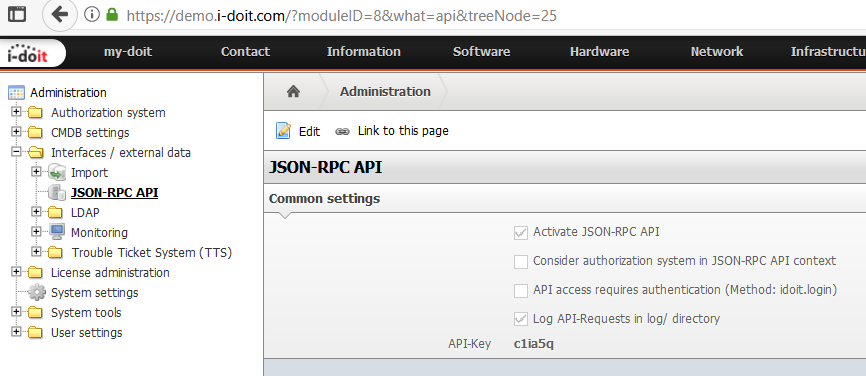 https://demo.i-doit.com/?moduleID=8&what=api&treeNode=25
i-doit my-doit Contact Information Software Hardware Network Infrastructu
Administration
Authorization system
CMDB settings
Interfaces / external data
Import
JSON-RPC API
LDAP
Monitoring
Trouble Ticket System (TTS)
License administration
System settings
System tools
User settings
Administration
Edit Link to this page
JSON-RPC API
Common settings
Activate JSON-RPC API
Consider authorization system in JSON-RPC API context
API access requires authentication (Method: idoit.login)
Log API-Requests in log/ directory
API-Key c1ia5q